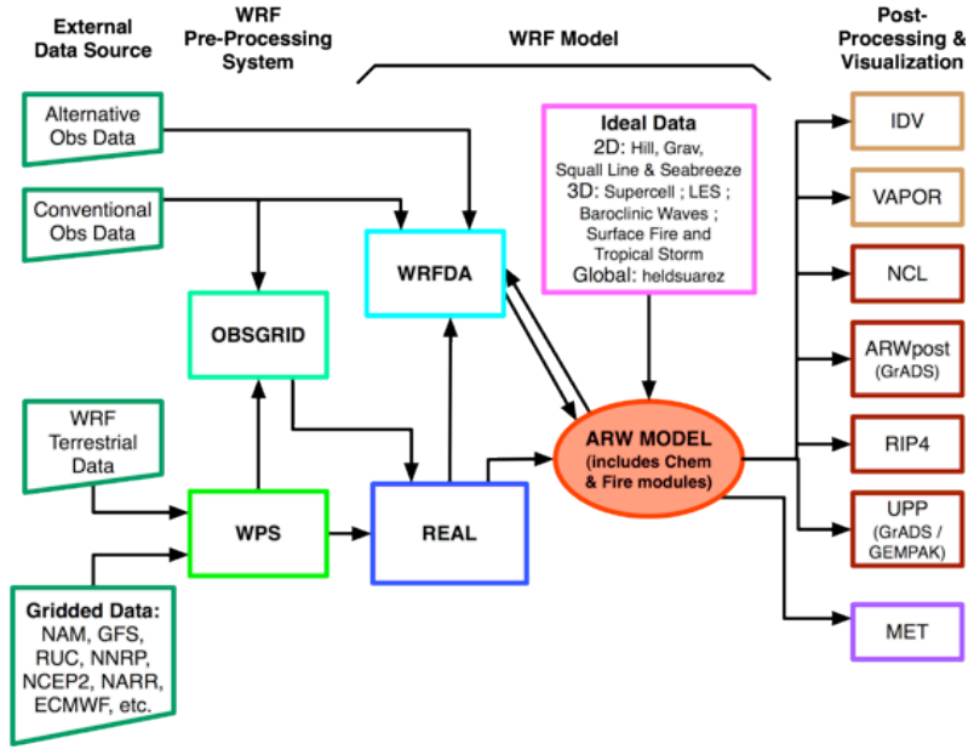 External
Data Source
WRF
Pre-Processing
System
WRF Model
Post-
Processing &
Visualization
Alternative
Obs Data
Conventional
Obs Data
WRF
Terrestrial
Data
Gridded Data:
NAM, GFS,
RUC, NNRP,
NCEP2, NARR,
ECMWF, etc.
OBSGRID
WPS
WRFDA
REAL
Ideal Data
2D: Hill, Grav,
Squall Line & Seabreeze
3D: Supercell ; LES ;
Baroclinic Waves ;
Surface Fire and
Tropical Storm
Global: heldsuarez
ARW MODEL
(includes Chem
& Fire modules)
IDV
VAPOR
NCL
ARWpost
(GrADS)
RIP4
UPP
(GrADS /
GEMPAK)
MET